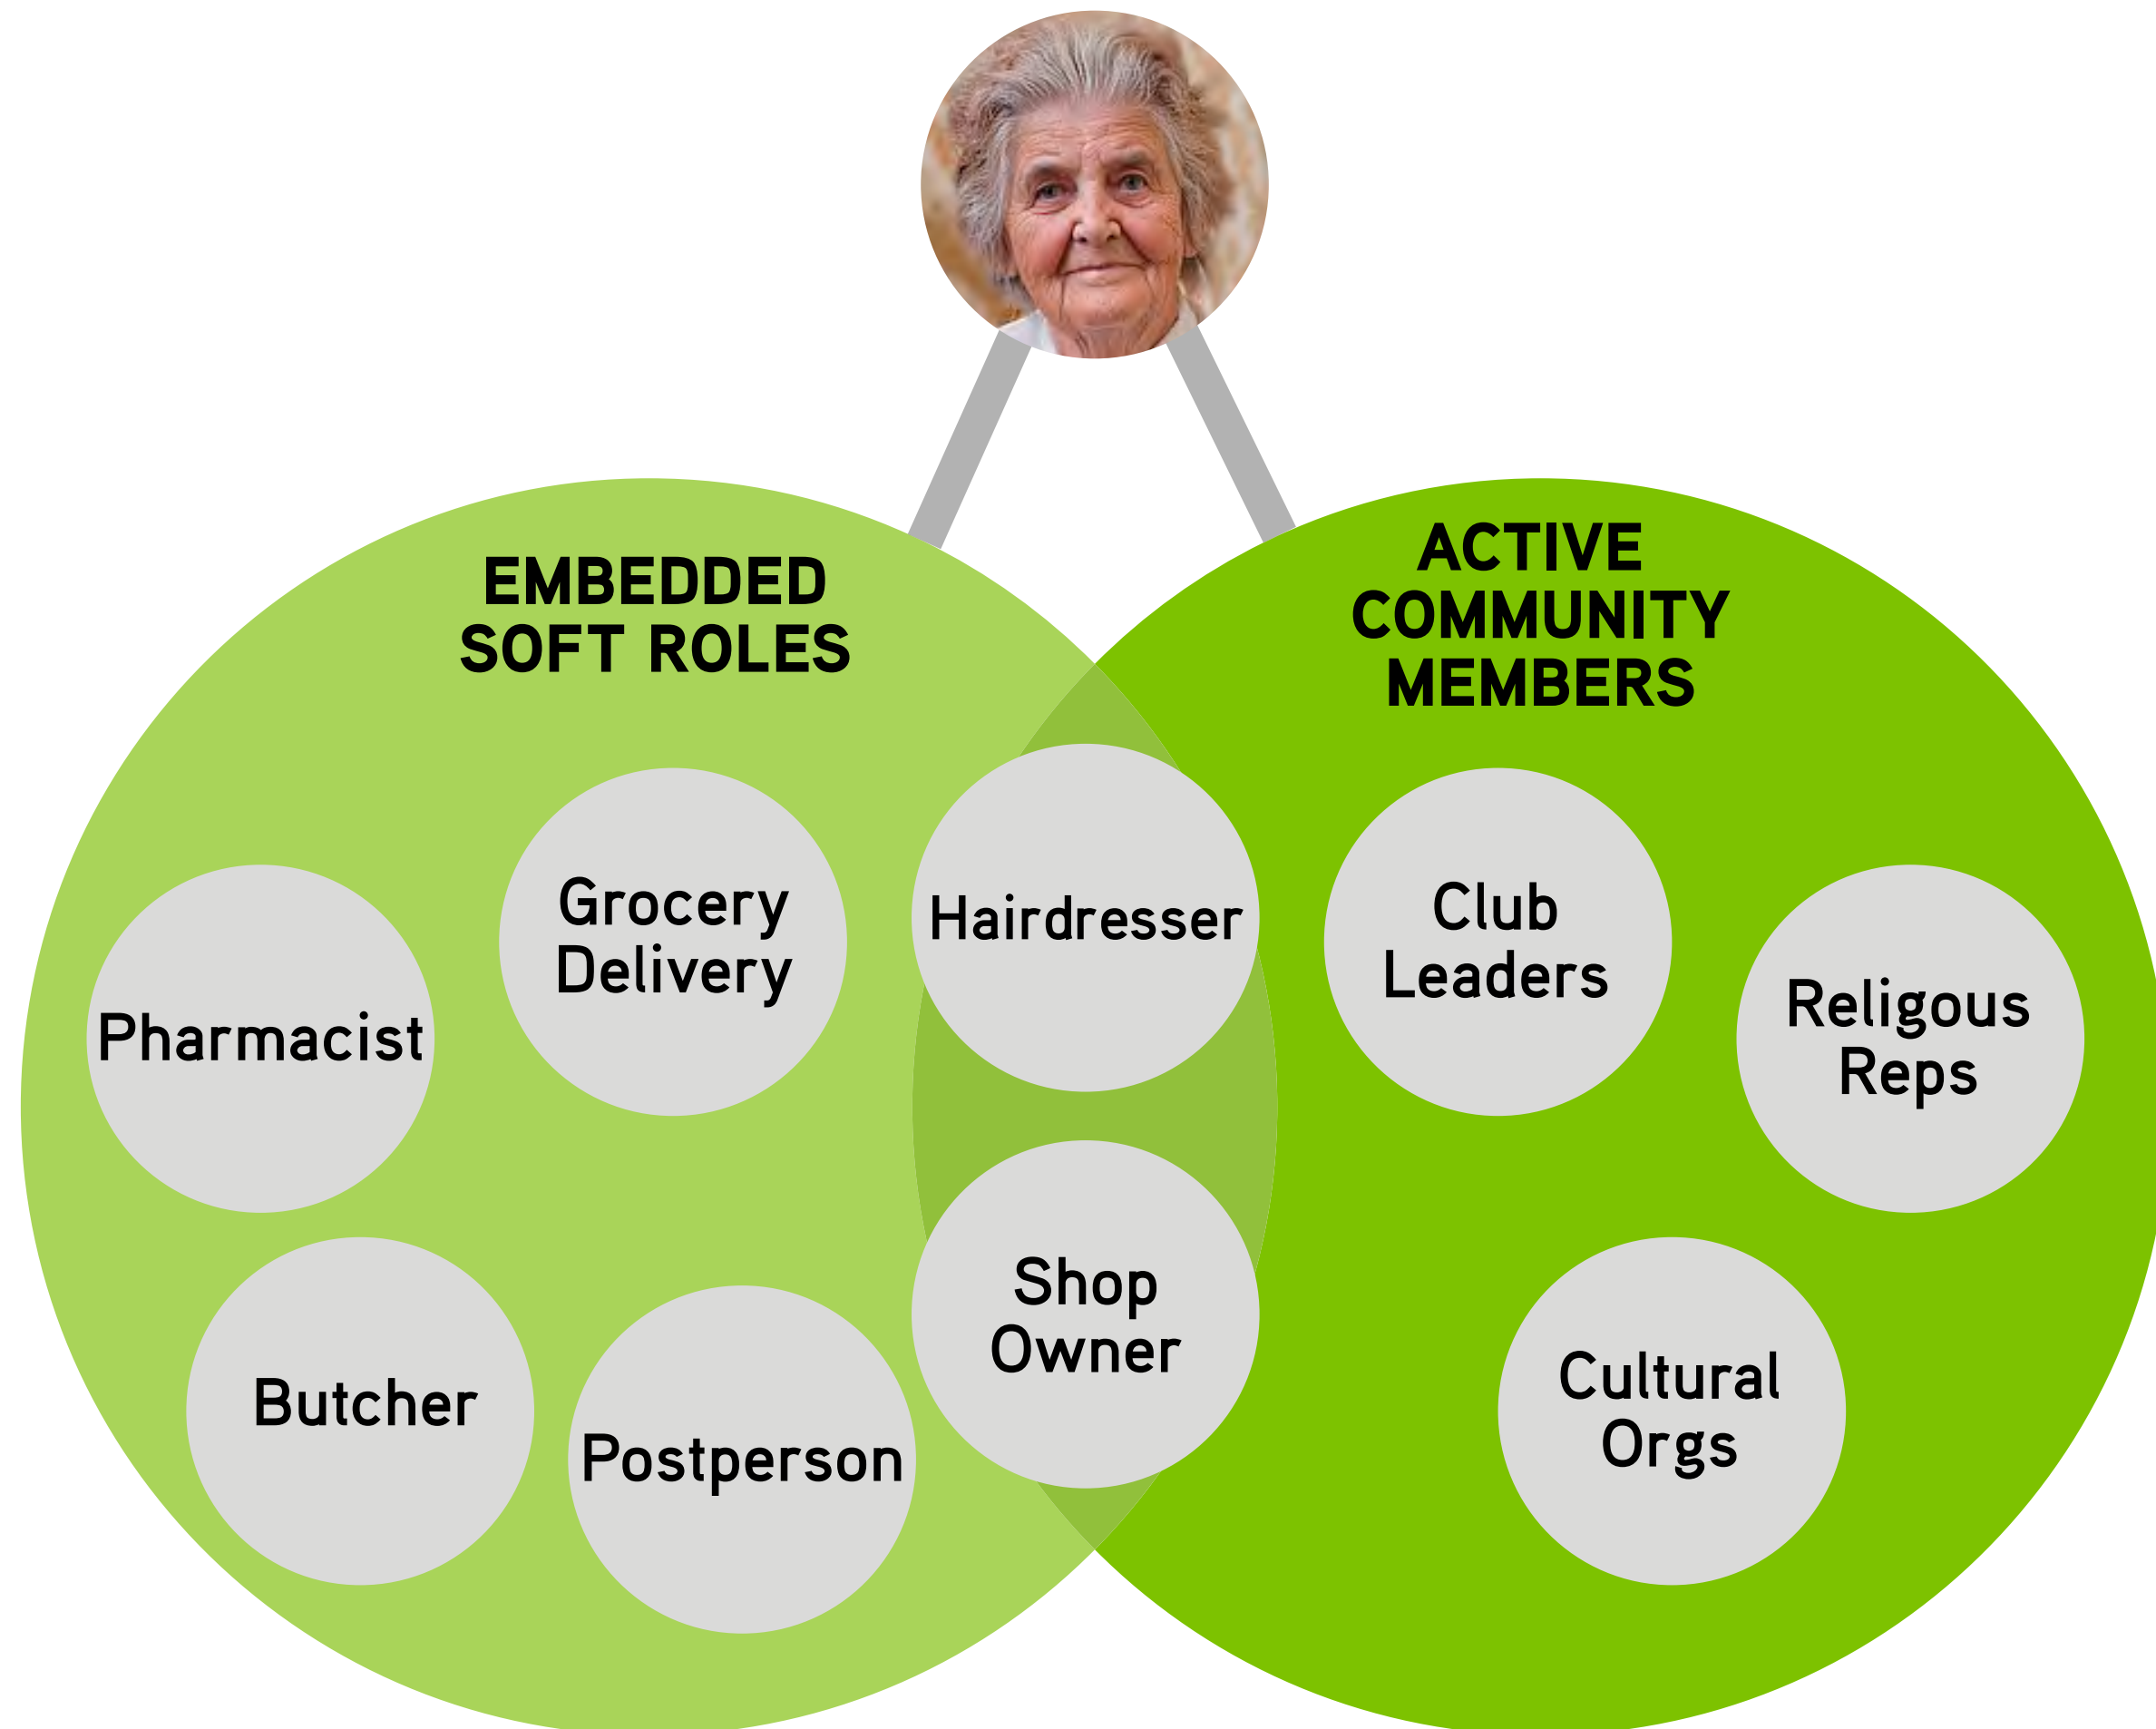 EMBEDDED
SOFT ROLES
ACTIVE
COMMUNITY
MEMBERS
Pharmacist
Grocery
Delivery
Hairdresser
Club
Leaders
Religous
Reps
Butcher
Postperson
Shop
Owner
Cultural
Orgs